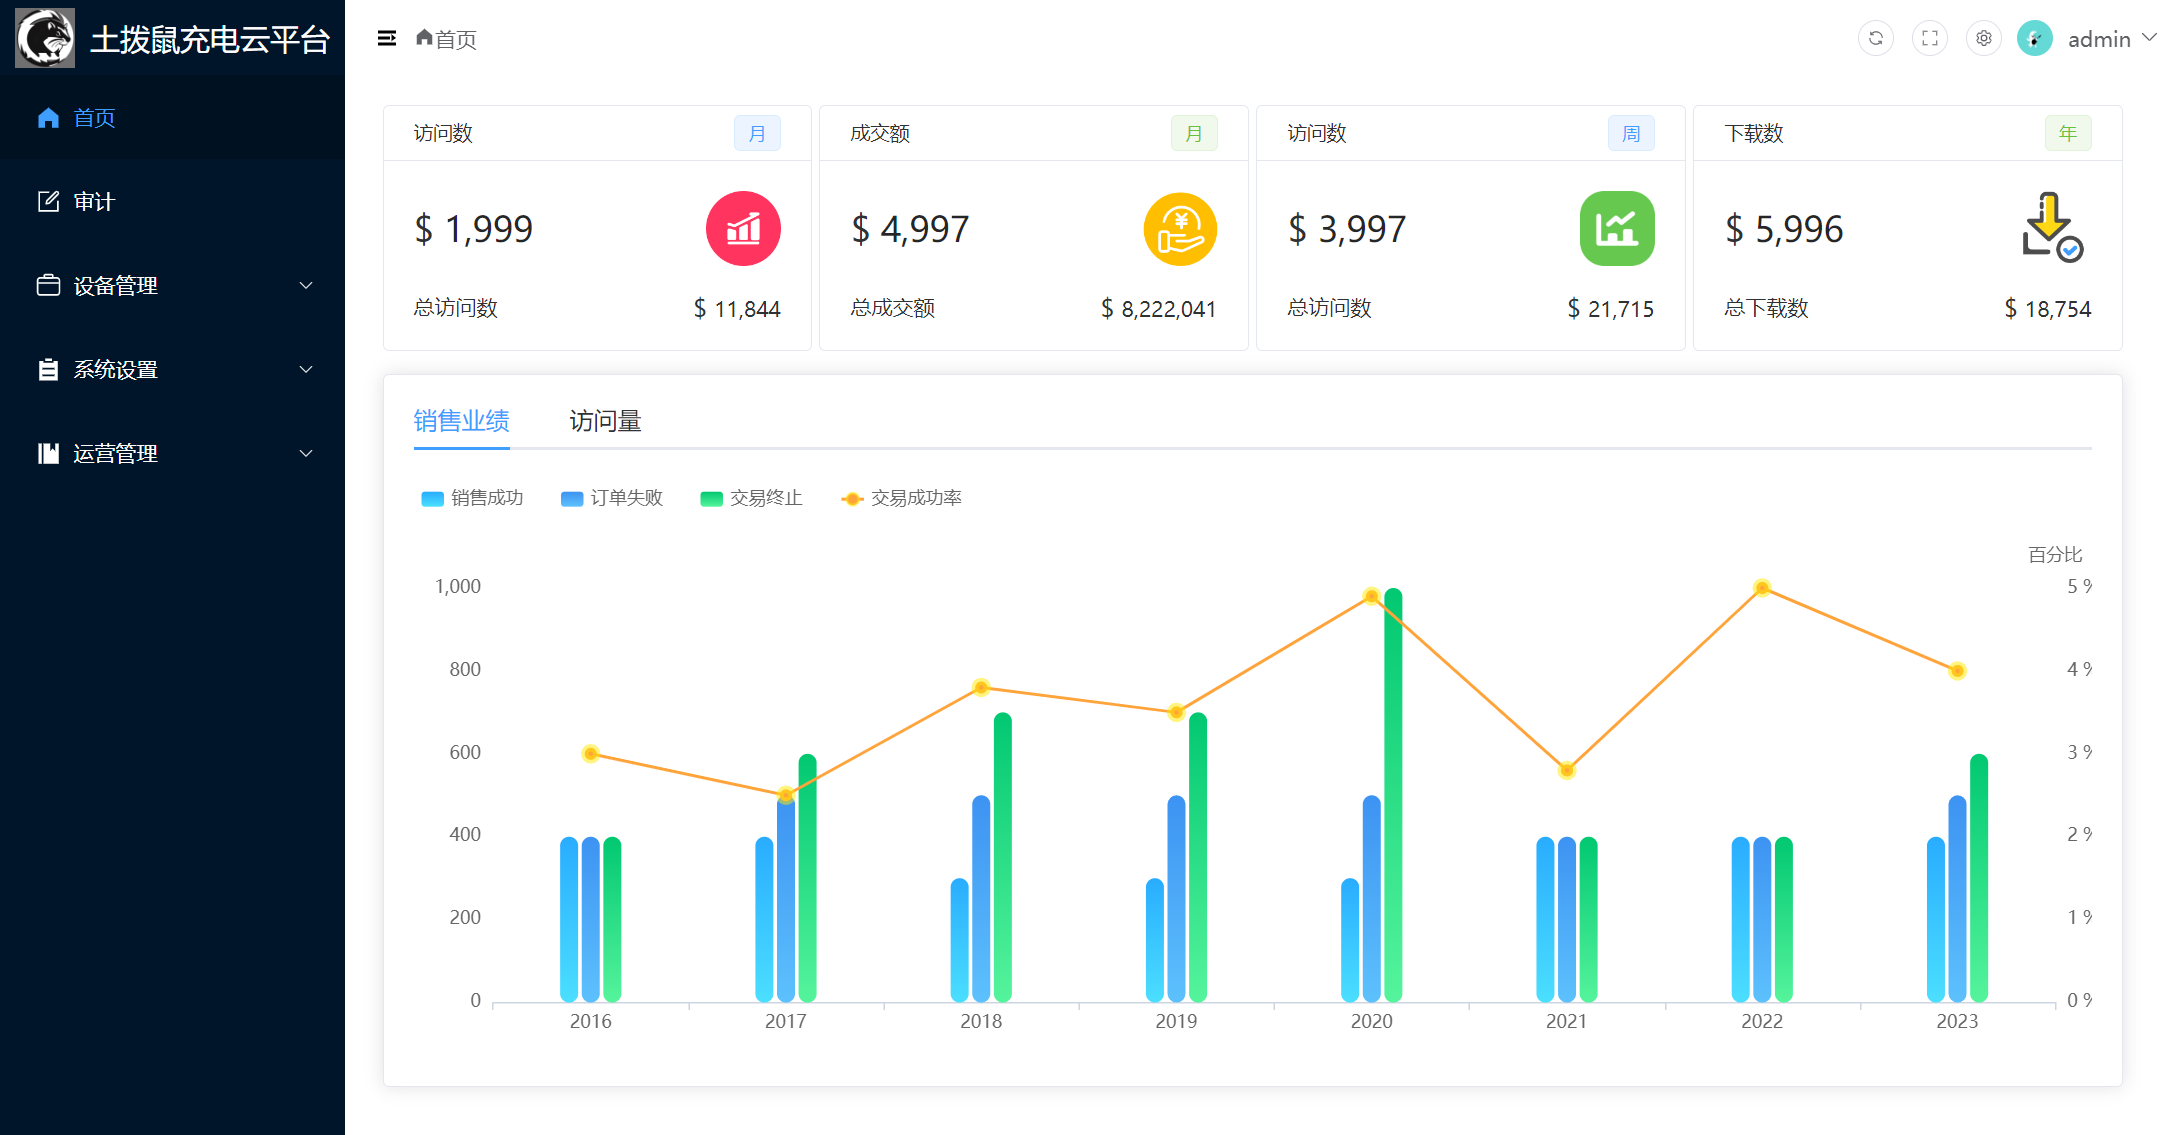 土拨鼠充电云平台
首页
审计
设备管理
系统设置
运营管理
首页
admin
访问数 月
$ 1,999
总访问数 $ 11,844
成交额 月
$ 4,997
总成交额 $ 8,222,041
访问数 周
$ 3,997
总访问数 $ 21,715
下载数 年
$ 5,996
总下载数 $ 18,754
销售业绩 访问量
销售成功 订单失败 交易终止 交易成功率
百分比
1,000 5 %
800 4 %
600 3 %
400 2 %
200 1 %
0 0 %
2016 2017 2018 2019 2020 2021 2022 2023